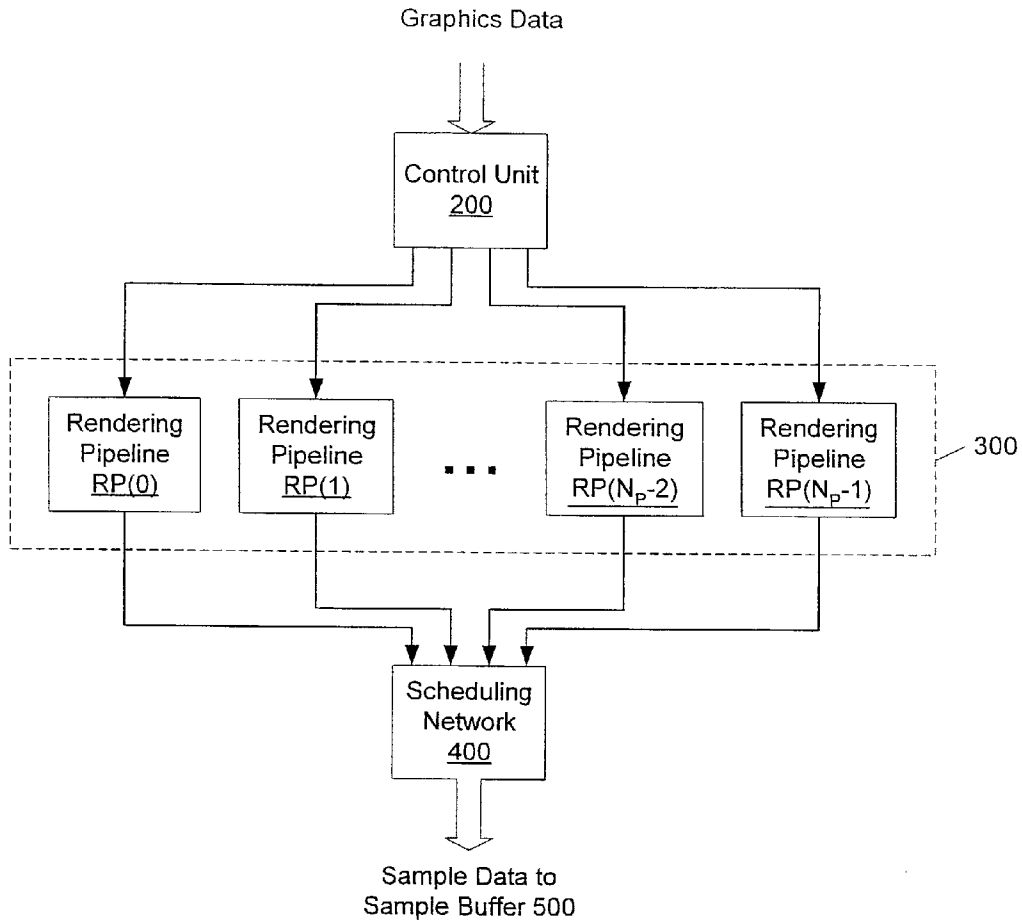 Graphics Data
Control Unit
200
Rendering
Pipeline
RP(0)
Rendering
Pipeline
RP(1)
...
Rendering
Pipeline
RP(Nₚ-2)
Rendering
Pipeline
RP(Nₚ-1)
300
Scheduling
Network
400
Sample Data to
Sample Buffer 500